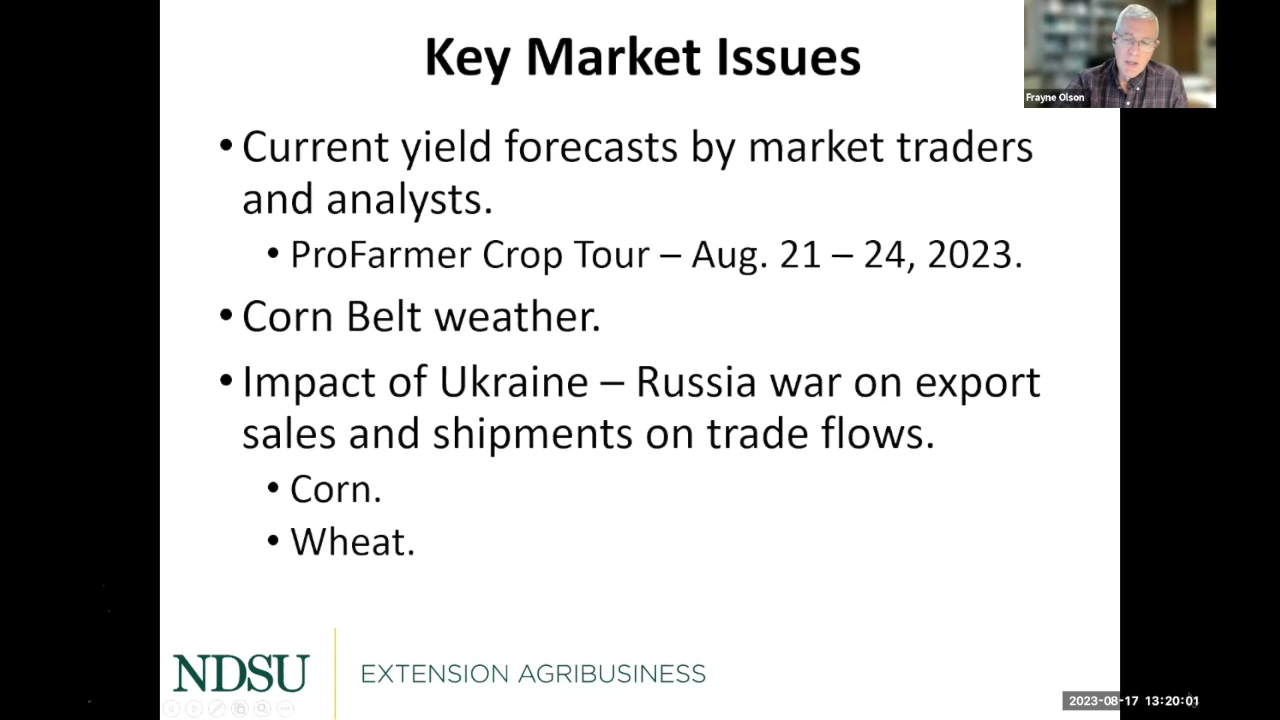 Key Market Issues
Frayne Olson
• Current yield forecasts by market traders
and analysts.
• ProFarmer Crop Tour – Aug. 21 – 24, 2023.
• Corn Belt weather.
• Impact of Ukraine – Russia war on export
sales and shipments on trade flows.
• Corn.
• Wheat.
NDSU
EXTENSION AGRIBUSINESS
2023-08-17 13:20:01